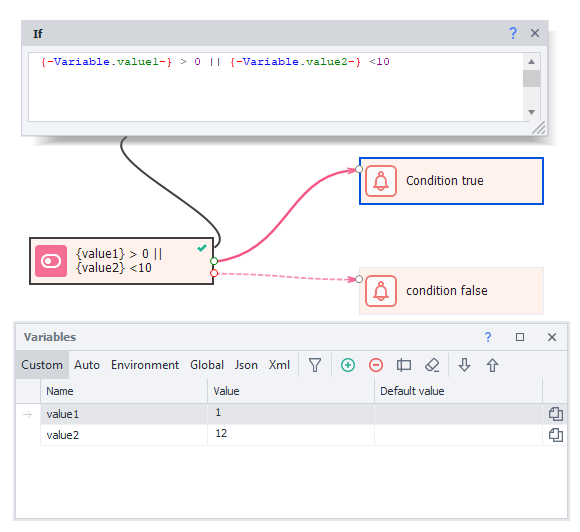 If
?
{-Variable.value1-} > 0 || {-Variable.value2-} <10
Condition true
{value1} > 0 ||
{value2} <10
condition false
Variables
?
Custom Auto Environment Global Json Xml
Name Value Default value
value1 1
value2 12